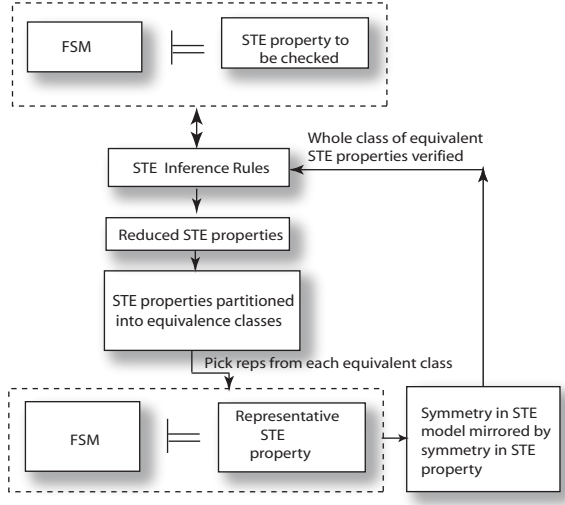 FSM
STE property to
be checked
Whole class of equivalent
STE properties verified
STE Inference Rules
Reduced STE properties
STE properties partitioned
into equivalence classes
Pick reps from each equivalent class
FSM
Representative
STE
property
Symmetry in STE
model mirrored by
symmetry in STE
property